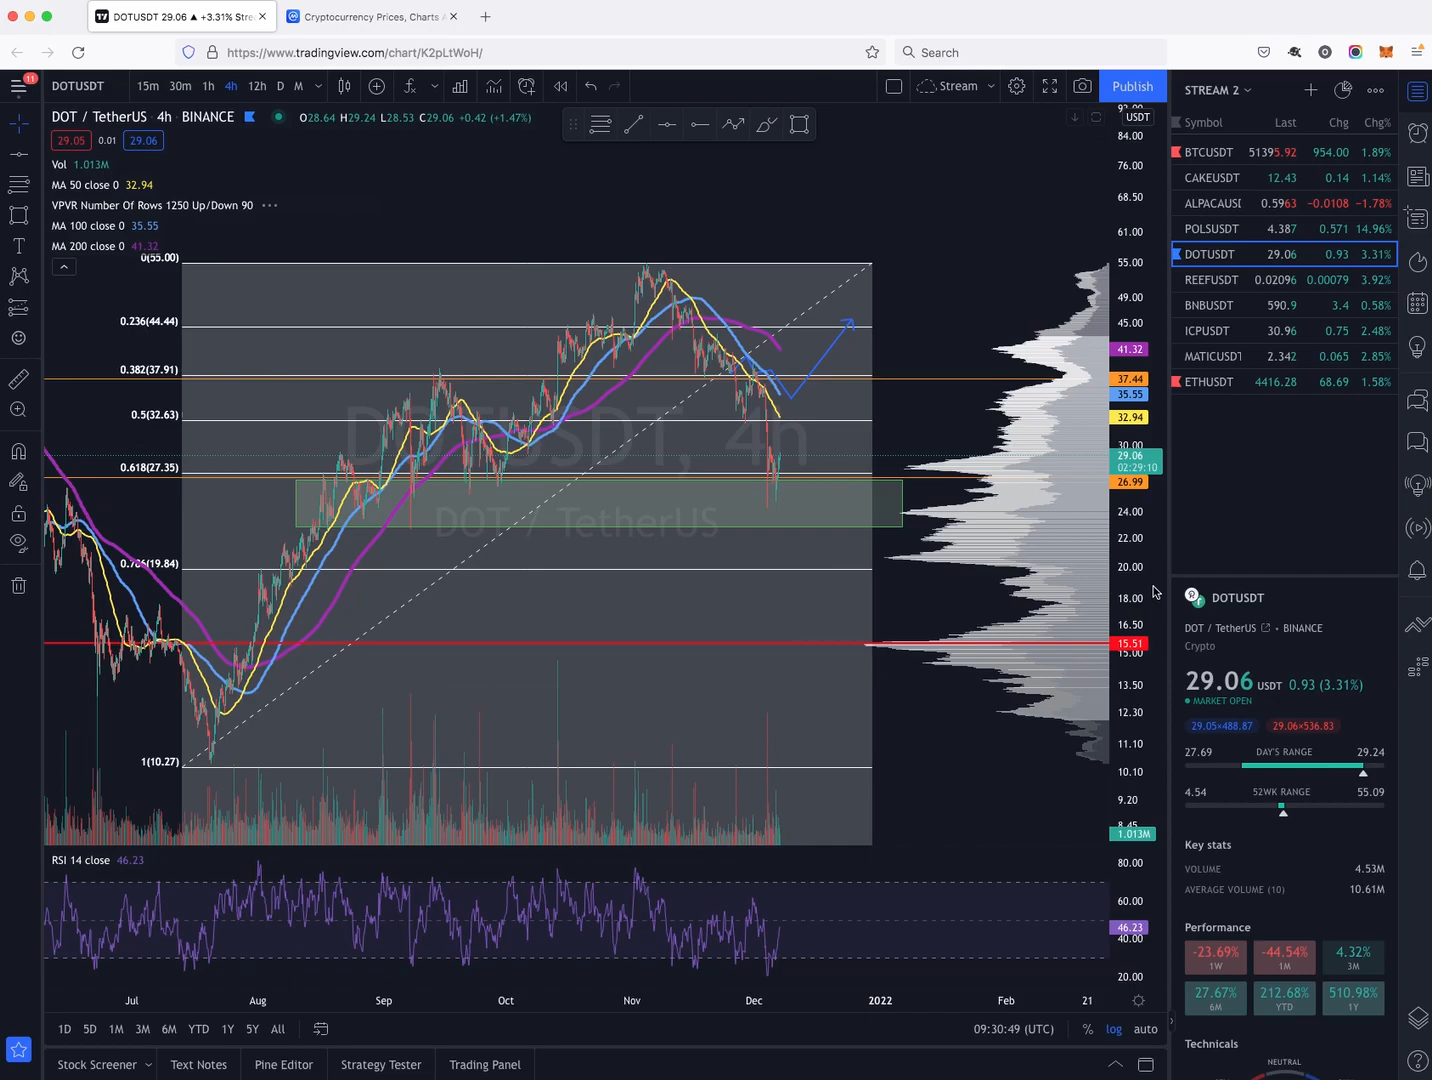 DOTUSDT 29.06 ▲ +3.31% Stre
Cryptocurrency Prices, Charts A
https://www.tradingview.com/chart/K2pLtWoH/
Search
11
DOTUSDT
15m 30m 1h 4h 12h D M
Stream
Publish
STREAM 2
DOT / TetherUS · 4h · BINANCE
O28.64 H29.24 L28.53 C29.06 +0.42 (+1.47%)
29.05 0.01 29.06
Vol 1.013M
MA 50 close 0 32.94
VPVR Number Of Rows 1250 Up/Down 90
MA 100 close 0 35.55
MA 200 close 0 41.32
0(55.00)
0.236(44.44)
0.382(37.91)
0.5(32.63)
0.618(27.35)
0.786(19.84)
1(10.27)
DOTUSDT, 4h
DOT / TetherUS
92.00
USDT
84.00
76.00
68.50
61.00
55.00
49.00
45.00
41.32
37.44
35.55
32.94
30.00
29.06
02:29:10
26.99
24.00
22.00
20.00
18.00
16.50
15.51
15.00
13.50
12.30
11.10
10.10
9.20
8.45
1.013M
RSI 14 close 46.23
80.00
60.00
46.23
40.00
20.00
Jul Aug Sep Oct Nov Dec 2022 Feb 21
1D 5D 1M 3M 6M YTD 1Y 5Y All
09:30:49 (UTC) % log auto
Stock Screener Text Notes Pine Editor Strategy Tester Trading Panel
Symbol Last Chg Chg%
BTCUSDT 51395.92 954.00 1.89%
CAKEUSDT 12.43 0.14 1.14%
ALPACAUSI 0.5963 −0.0108 −1.78%
POLSUSDT 4.387 0.571 14.96%
DOTUSDT 29.06 0.93 3.31%
REEFUSDT 0.02096 0.00079 3.92%
BNBUSDT 590.9 3.4 0.58%
ICPUSDT 30.96 0.75 2.48%
MATICUSDT 2.342 0.065 2.85%
ETHUSDT 4416.28 68.69 1.58%
DOTUSDT
DOT / TetherUS • BINANCE
Crypto
29.06 USDT 0.93 (3.31%)
MARKET OPEN
29.05×488.87 29.06×536.83
27.69 DAY'S RANGE 29.24
4.54 52WK RANGE 55.09
Key stats
VOLUME 4.53M
AVERAGE VOLUME (10) 10.61M
Performance
-23.69% -44.54% 4.32%
1W 1M 3M
27.67% 212.68% 510.98%
6M YTD 1Y
Technicals
NEUTRAL